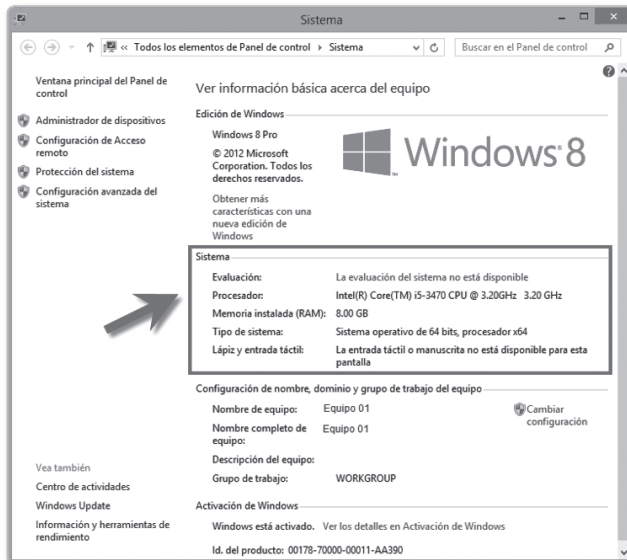 Sistema
« Todos los elementos de Panel de control ▸ Sistema
Buscar en el Panel de control
Ventana principal del Panel de
control
Administrador de dispositivos
Configuración de Acceso
remoto
Protección del sistema
Configuración avanzada del
sistema
Ver información básica acerca del equipo
Edición de Windows
Windows 8 Pro
© 2012 Microsoft
Corporation. Todos los
derechos reservados.
Obtener más
características con una
nueva edición de
Windows
Windows 8
Sistema
Evaluación: La evaluación del sistema no está disponible
Procesador: Intel(R) Core(TM) i5-3470 CPU @ 3.20GHz 3.20 GHz
Memoria instalada (RAM): 8.00 GB
Tipo de sistema: Sistema operativo de 64 bits, procesador x64
Lápiz y entrada táctil: La entrada táctil o manuscrita no está disponible para esta
pantalla
Configuración de nombre, dominio y grupo de trabajo del equipo
Nombre de equipo: Equipo 01
Cambiar
configuración
Nombre completo de
equipo:
Equipo 01
Descripción del equipo:
Grupo de trabajo: WORKGROUP
Activación de Windows
Windows está activado. Ver los detalles en Activación de Windows
Id. del producto: 00178-70000-00011-AA390
Vea también
Centro de actividades
Windows Update
Información y herramientas de
rendimiento